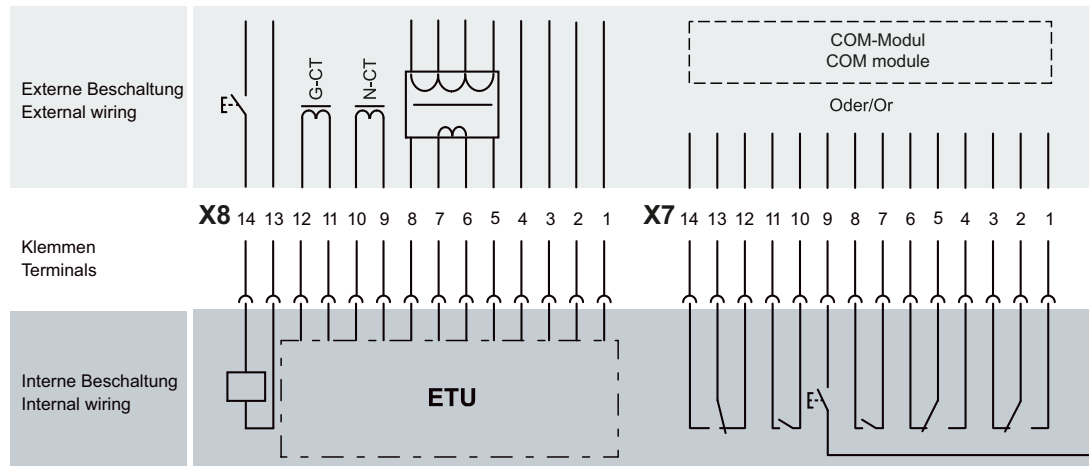 Externe Beschaltung
External wiring
G-CT
N-CT
COM-Modul
COM module
Oder/Or
Klemmen
Terminals
X8 14 13 12 11 10 9 8 7 6 5 4 3 2 1
X7 14 13 12 11 10 9 8 7 6 5 4 3 2 1
Interne Beschaltung
Internal wiring
ETU